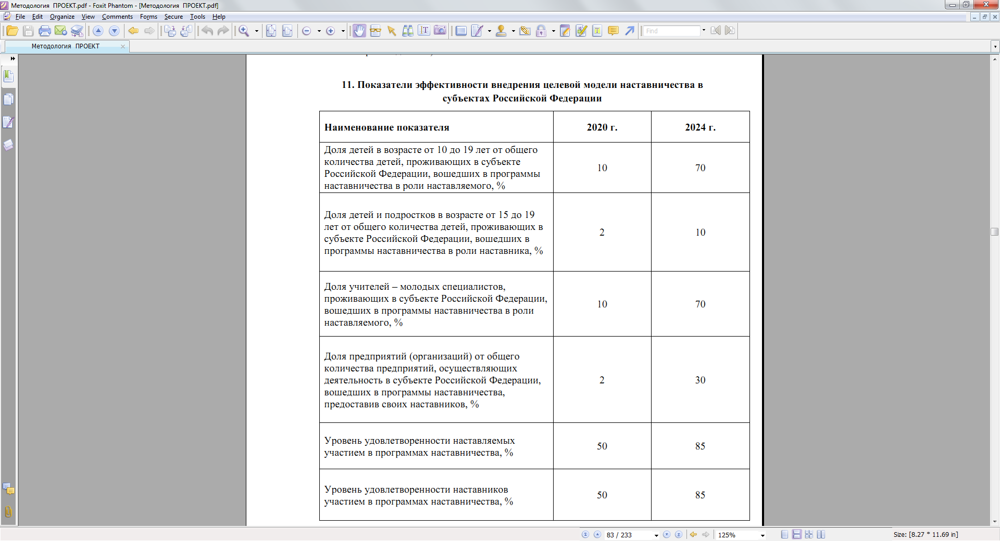 Методология  ПРОЕКТ.pdf - Foxit Phantom - [Методология  ПРОЕКТ.pdf]
File Edit Organize View Comments Forms Secure Tools Help
Find
Методология  ПРОЕКТ
11. Показатели эффективности внедрения целевой модели наставничества в
субъектах Российской Федерации
Наименование показателя 2020 г. 2024 г.
Доля детей в возрасте от 10 до 19 лет от общего
количества детей, проживающих в субъекте
Российской Федерации, вошедших в программы
наставничества в роли наставляемого, %
10 70
Доля детей и подростков в возрасте от 15 до 19
лет от общего количества детей, проживающих в
субъекте Российской Федерации, вошедших в
программы наставничества в роли наставника, %
2 10
Доля учителей – молодых специалистов,
проживающих в субъекте Российской Федерации,
вошедших в программы наставничества в роли
наставляемого, %
10 70
Доля предприятий (организаций) от общего
количества предприятий, осуществляющих
деятельность в субъекте Российской Федерации,
вошедших в программы наставничества,
предоставив своих наставников, %
2 30
Уровень удовлетворенности наставляемых
участием в программах наставничества, %
50 85
Уровень удовлетворенности наставников
участием в программах наставничества, %
50 85
83 / 233 125% Size: [8.27 * 11.69 in]